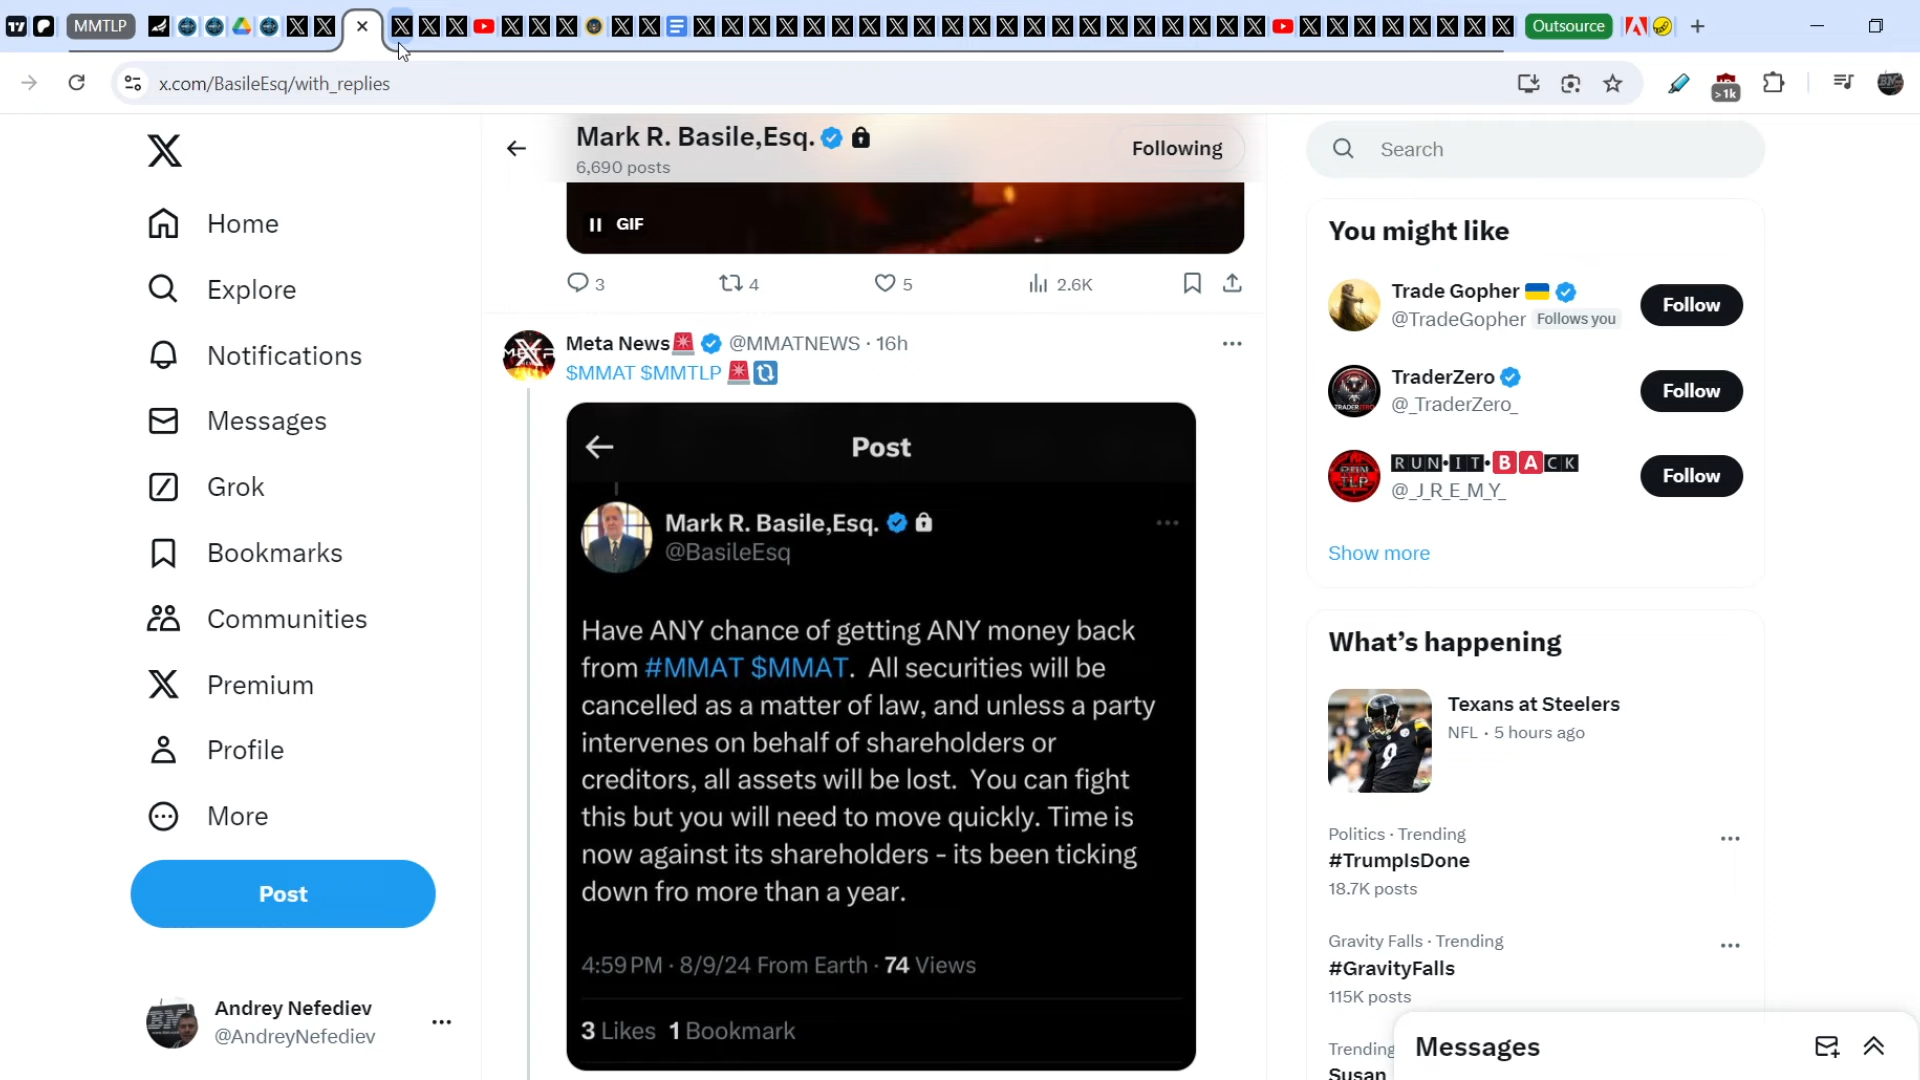 MMTLP
Outsource
x.com/BasileEsq/with_replies
>1k
Mark R. Basile,Esq.
6,690 posts
Following
Search
Home
Explore
Notifications
Messages
Grok
Bookmarks
Communities
Premium
Profile
More
Post
Andrey Nefediev
@AndreyNefediev
GIF
3
4
5
2.6K
Meta News @MMATNEWS · 16h
$MMAT $MMTLP
Post
Mark R. Basile,Esq.
@BasileEsq
Have ANY chance of getting ANY money back
from #MMAT $MMAT. All securities will be
cancelled as a matter of law, and unless a party
intervenes on behalf of shareholders or
creditors, all assets will be lost. You can fight
this but you will need to move quickly. Time is
now against its shareholders - its been ticking
down fro more than a year.
4:59 PM · 8/9/24 From Earth · 74 Views
3 Likes 1 Bookmark
You might like
Trade Gopher
@TradeGopher Follows you
Follow
TraderZero
@_TraderZero_
Follow
RUN•IT•BACK
@_J_R_E_M_Y_
Follow
Show more
What's happening
Texans at Steelers
NFL · 5 hours ago
Politics · Trending
#TrumpIsDone
18.7K posts
Gravity Falls · Trending
#GravityFalls
115K posts
Trending
Susan
Messages